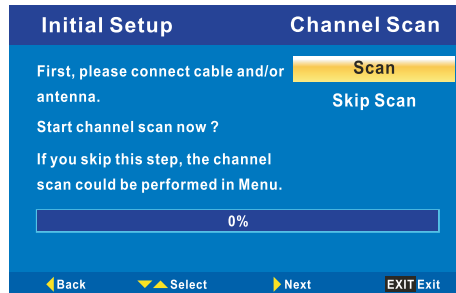 Initial Setup
Channel Scan
First, please connect cable and/or
antenna.
Start channel scan now ?
If you skip this step, the channel
scan could be performed in Menu.
Scan
Skip Scan
0%
Back
Select
Next
EXIT Exit